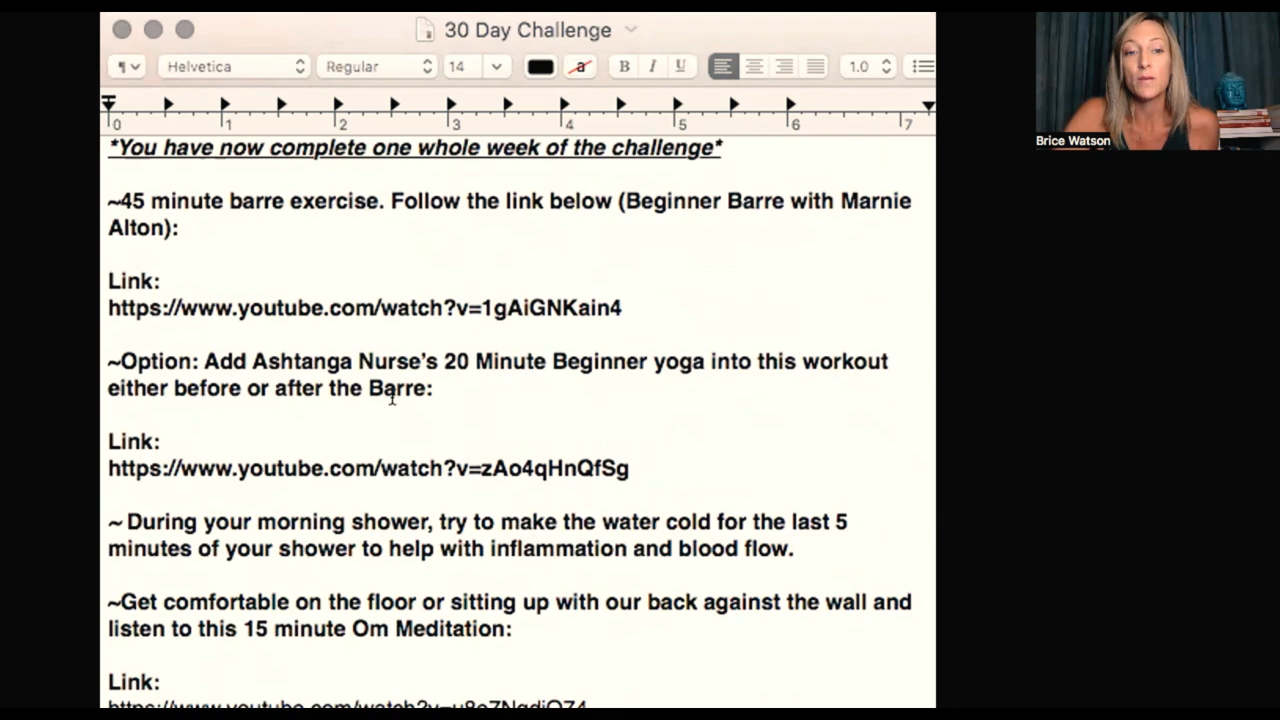 30 Day Challenge
¶ Helvetica Regular 14 a B I U 1.0
0 1 2 3 4 5 6 7
*You have now complete one whole week of the challenge*
~45 minute barre exercise. Follow the link below (Beginner Barre with Marnie
Alton):
Link:
https://www.youtube.com/watch?v=1gAiGNKain4
~Option: Add Ashtanga Nurse's 20 Minute Beginner yoga into this workout
either before or after the Barre:
Link:
https://www.youtube.com/watch?v=zAo4qHnQfSg
~ During your morning shower, try to make the water cold for the last 5
minutes of your shower to help with inflammation and blood flow.
~Get comfortable on the floor or sitting up with our back against the wall and
listen to this 15 minute Om Meditation:
Link:
Brice Watson